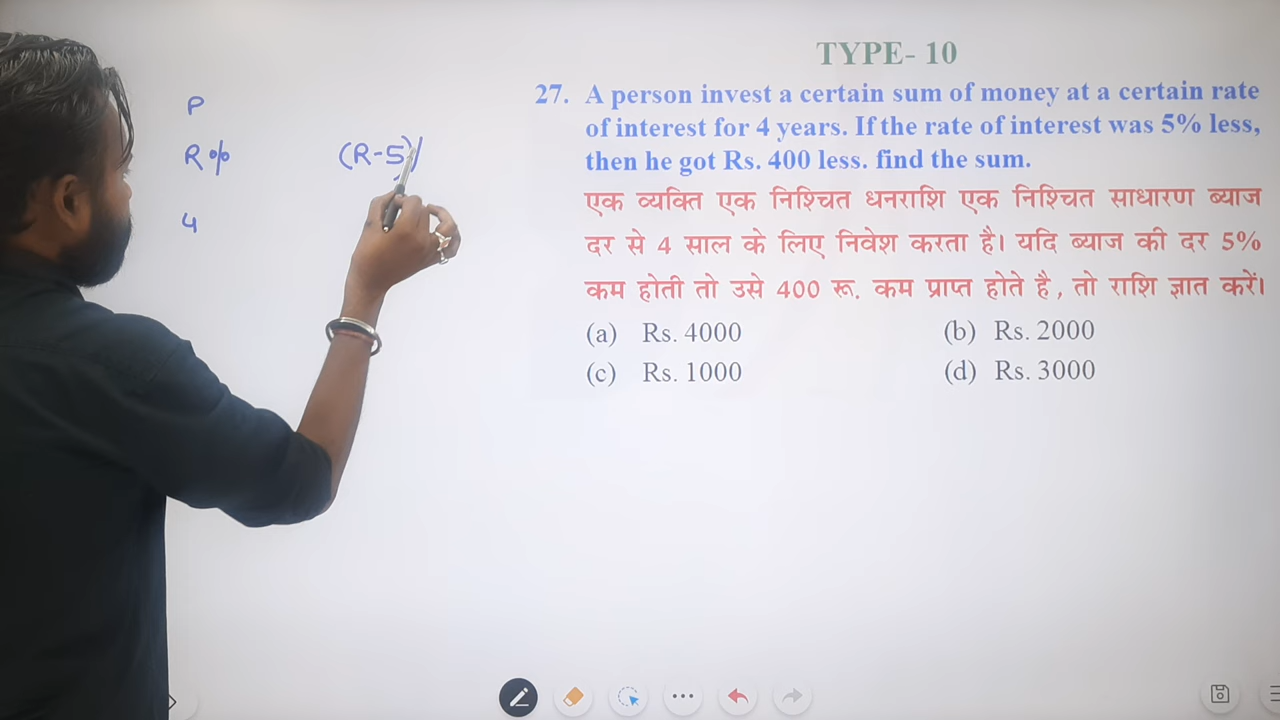 TYPE- 10
P
R%
(R-5)/
4
27. A person invest a certain sum of money at a certain rate
of interest for 4 years. If the rate of interest was 5% less,
then he got Rs. 400 less. find the sum.
एक व्यक्ति एक निश्चित धनराशि एक निश्चित साधारण ब्याज
दर से 4 साल के लिए निवेश करता है। यदि ब्याज की दर 5%
कम होती तो उसे 400 रू. कम प्राप्त होते है, तो राशि ज्ञात करें।
(a) Rs. 4000 (b) Rs. 2000
(c) Rs. 1000 (d) Rs. 3000